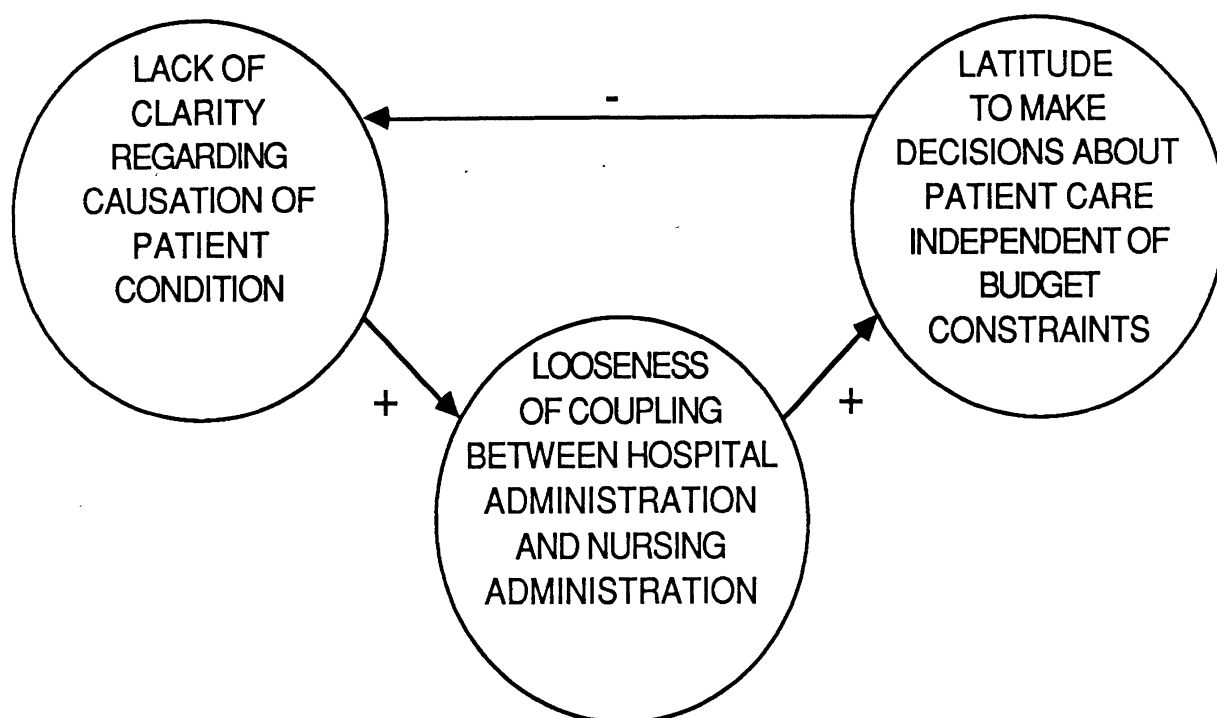 LACK OF
CLARITY
REGARDING
CAUSATION OF
PATIENT
CONDITION
-
LATITUDE
TO MAKE
DECISIONS ABOUT
PATIENT CARE
INDEPENDENT OF
BUDGET
CONSTRAINTS
+
LOOSENESS
OF COUPLING
BETWEEN HOSPITAL
ADMINISTRATION
AND NURSING
ADMINISTRATION
+